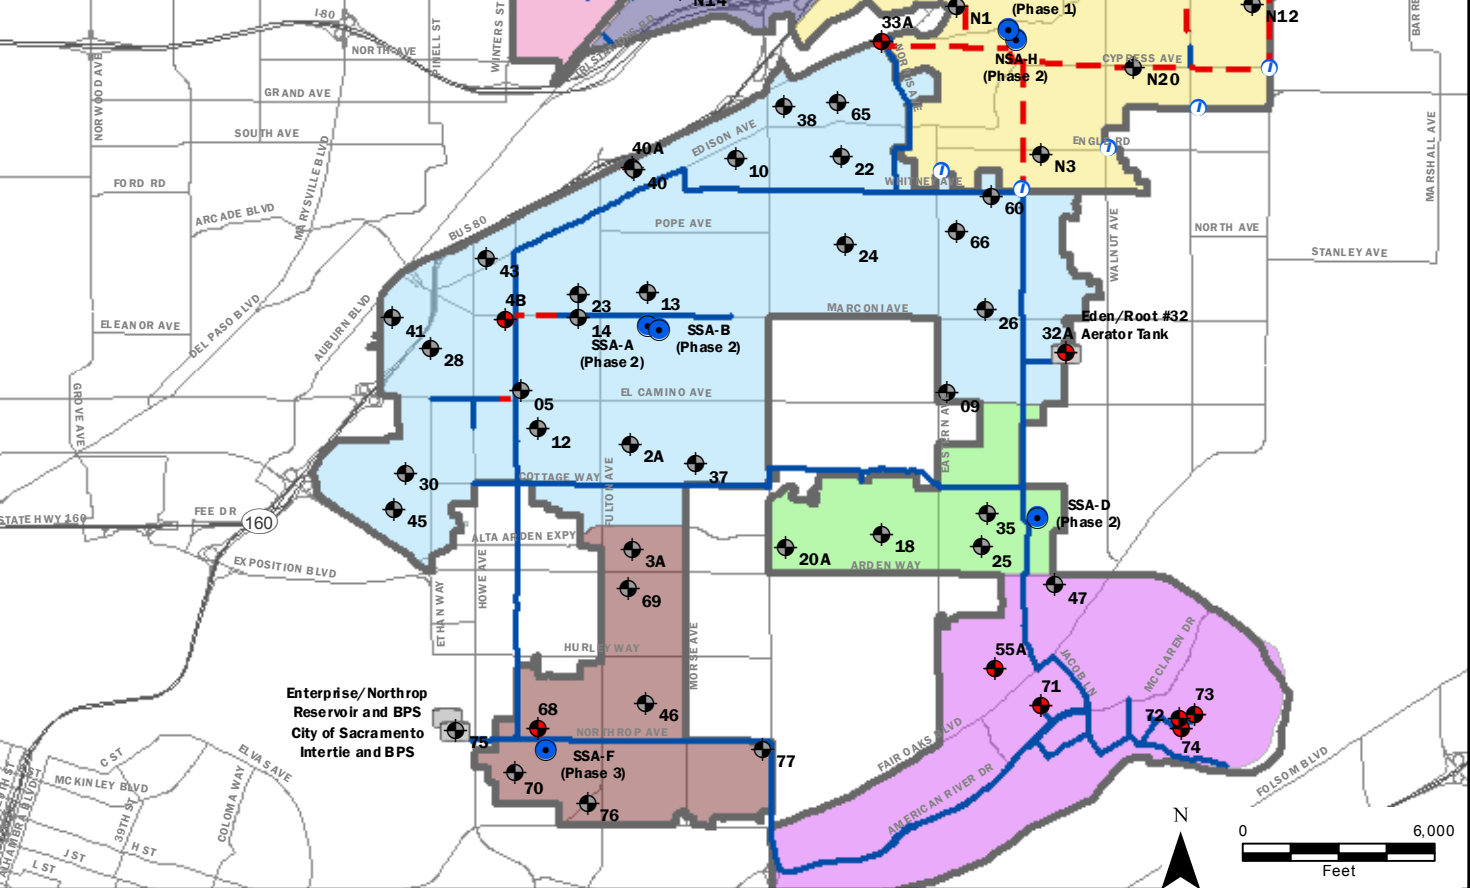 N14
33A
N1
(Phase 1)
N12
I-80
NORTH AVE
WINTERS ST
NORWOOD AVE
NSA-H
(Phase 2)
CYPRESS AVE
N20
GRAND AVE
38
65
SOUTH AVE
EDISON AVE
MARYSVILLE BLVD
MARSHALL AVE
40A
40
10
22
N3
FORD RD
WHITNEY AVE
60
ARCADE BLVD
BUS 80
POPE AVE
66
24
WALNUT AVE
NORTH AVE
STANLEY AVE
43
4B
23
13
MARCONI AVE
26
Eden/Root #32
Aerator Tank
32A
41
28
14
SSA-A
(Phase 2)
SSA-B
(Phase 2)
ELEANOR AVE
DEL PASO BLVD
AUBURN BLVD
GROVE AVE
05
EL CAMINO AVE
09
12
2A
37
30
45
COTTAGE WAY
FULTON AVE
STATE HWY 160
160
FEE DR
EXPOSITION BLVD
ALTA ARDEN EXPY
SSA-D
(Phase 2)
35
18
25
20A
ARDEN WAY
3A
69
47
ETHAN WAY
HOWE AVE
HURLEY WAY
MORSE AVE
55A
JACOB LN
MCCLAREN DR
71
72
73
74
Enterprise/Northrop
Reservoir and BPS
City of Sacramento
Intertie and BPS
75
68
46
NORTHROP AVE
SSA-F
(Phase 3)
77
70
76
FAIR OAKS BLVD
AMERICAN RIVER DR
FOLSOM BLVD
C ST
ELVAS AVE
MCKINLEY BLVD
39TH ST
COLOMA WAY
H ST
J ST
L ST
ALHAMBRA BLVD
N
0
6,000
Feet